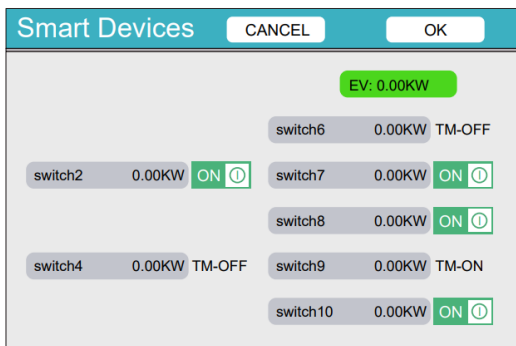 Smart Devices CANCEL OK
EV: 0.00KW
switch6 0.00KW TM-OFF
switch2 0.00KW ON switch7 0.00KW ON
switch8 0.00KW ON
switch4 0.00KW TM-OFF switch9 0.00KW TM-ON
switch10 0.00KW ON